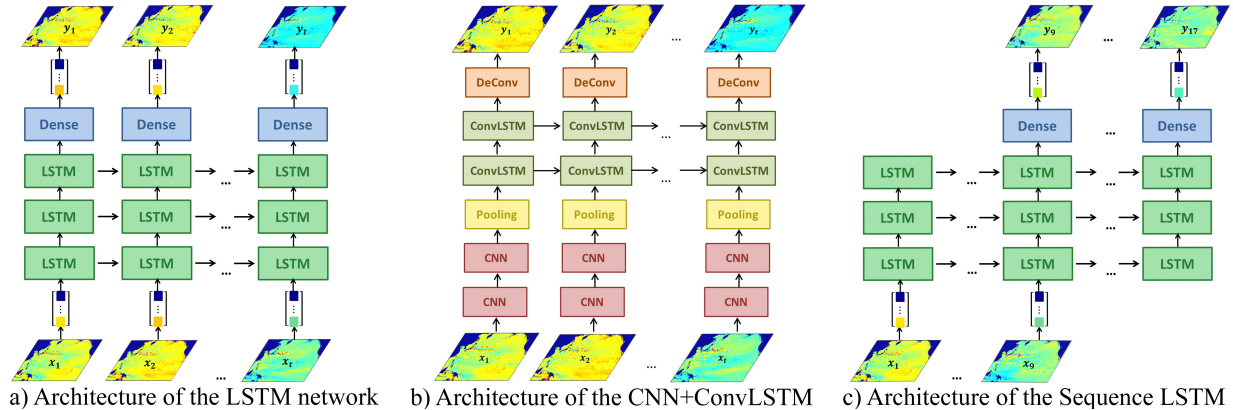 y1 y2 yt
Dense Dense Dense
LSTM LSTM ... LSTM
LSTM LSTM ... LSTM
LSTM LSTM ... LSTM
x1 x2 ... xt
a) Architecture of the LSTM network
y1 y2 ... yt
DeConv DeConv DeConv
ConvLSTM ConvLSTM ... ConvLSTM
ConvLSTM ConvLSTM ... ConvLSTM
Pooling Pooling Pooling
CNN CNN CNN
CNN CNN CNN
x1 x2 ... xt
b) Architecture of the CNN+ConvLSTM
y9 ... y17
Dense ... Dense
LSTM ... LSTM ... LSTM
LSTM ... LSTM ... LSTM
LSTM ... LSTM ... LSTM
x1 ... x9
c) Architecture of the Sequence LSTM